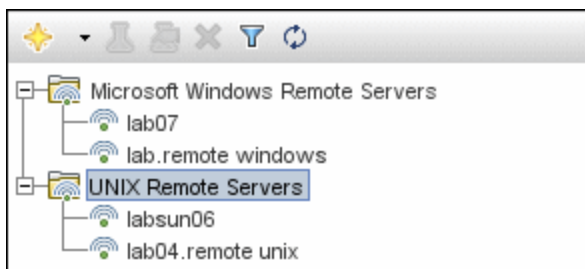 Microsoft Windows Remote Servers
lab07
lab.remote windows
UNIX Remote Servers
labsun06
lab04.remote unix